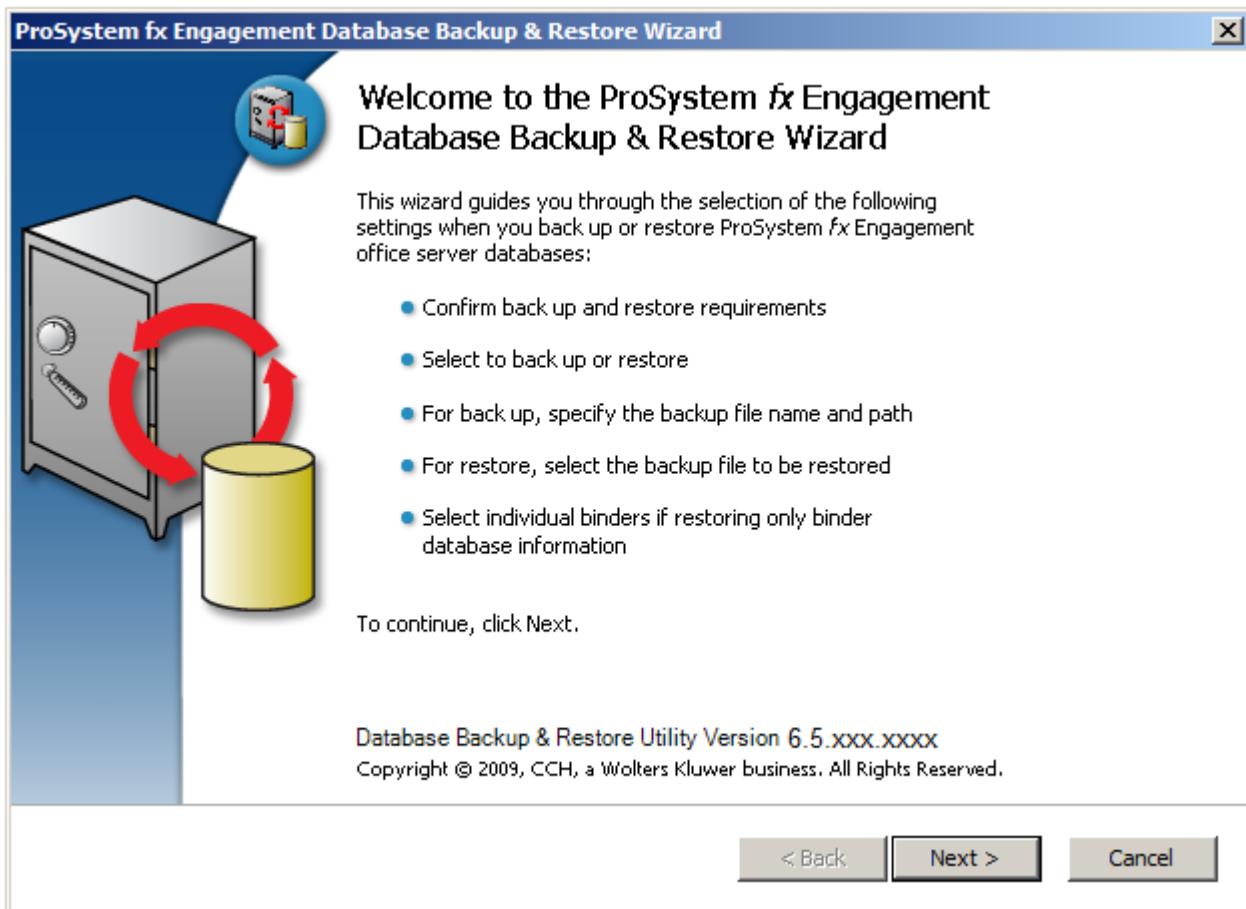 ProSystem fx Engagement Database Backup & Restore Wizard
Welcome to the ProSystem fx Engagement
Database Backup & Restore Wizard
This wizard guides you through the selection of the following
settings when you back up or restore ProSystem fx Engagement
office server databases:
Confirm back up and restore requirements
Select to back up or restore
For back up, specify the backup file name and path
For restore, select the backup file to be restored
Select individual binders if restoring only binder
database information
To continue, click Next.
Database Backup & Restore Utility Version 6.5.xxx.xxxx
Copyright © 2009, CCH, a Wolters Kluwer business. All Rights Reserved.
< Back
Next >
Cancel